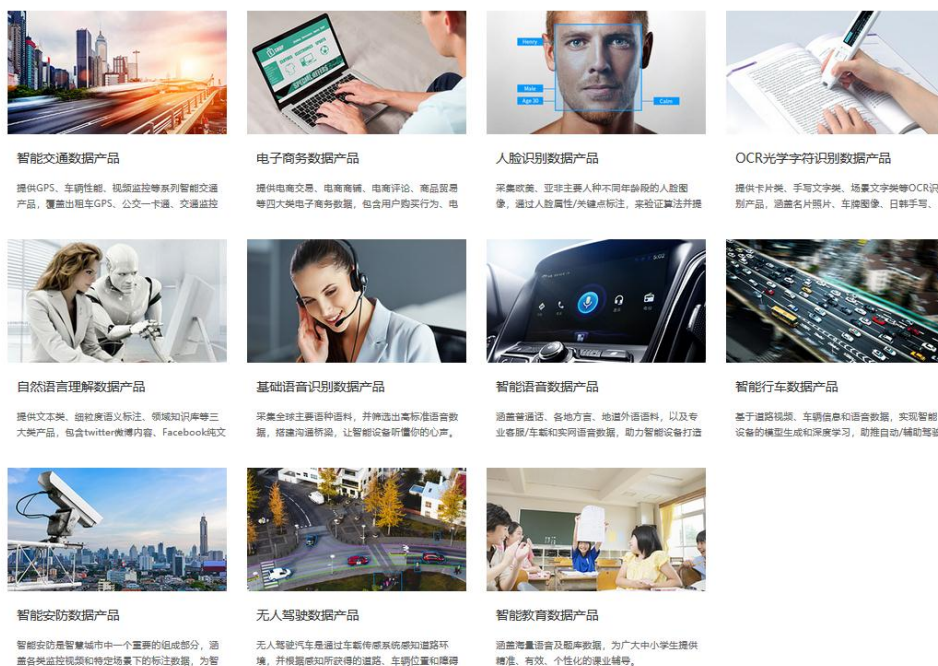 Henry
Male
Age 30
Calm
智能交通数据产品
提供GPS、车辆性能、视频监控等系列智能交通
产品，覆盖出租车GPS、公交一卡通、交通监控
电子商务数据产品
提供电商交易、电商商铺、电商评论、商品贸易
等四大类电子商务数据，包含用户购买行为、电
人脸识别数据产品
采集欧美、亚非主要人种不同年龄段的人脸图
像，通过人脸属性/关键点标注，来验证算法并提
OCR光学字符识别数据产品
提供卡片类、手写文字类、场景文字类等OCR识
别产品，涵盖名片照片、车牌图像、日韩手写、
自然语言理解数据产品
提供文本类、细粒度语义标注、领域知识库等三
大类产品，包含twitter微博内容、Facebook纯文
基础语音识别数据产品
采集全球主要语种语料，并筛选出高标准语音数
据，搭建沟通桥梁，让智能设备听懂你的心声。
智能语音数据产品
涵盖普通话、各地方言、地道外语语料，以及专
业客服/车载和实网语音数据，助力智能设备打造
智能行车数据产品
基于道路视频、车辆信息和语音数据，实现智能
设备的模型生成和深度学习，助推自动/辅助驾驶
智能安防数据产品
智能安防是智慧城市中一个重要的组成部分，涵
盖各类监控视频和特定场景下的标注数据，为智
无人驾驶数据产品
无人驾驶汽车是通过车载传感系统感知道路环
境，并根据感知所获得的道路、车辆位置和障碍
智能教育数据产品
涵盖海量语音及题库数据，为广大中小学生提供
精准、有效、个性化的课业辅导。